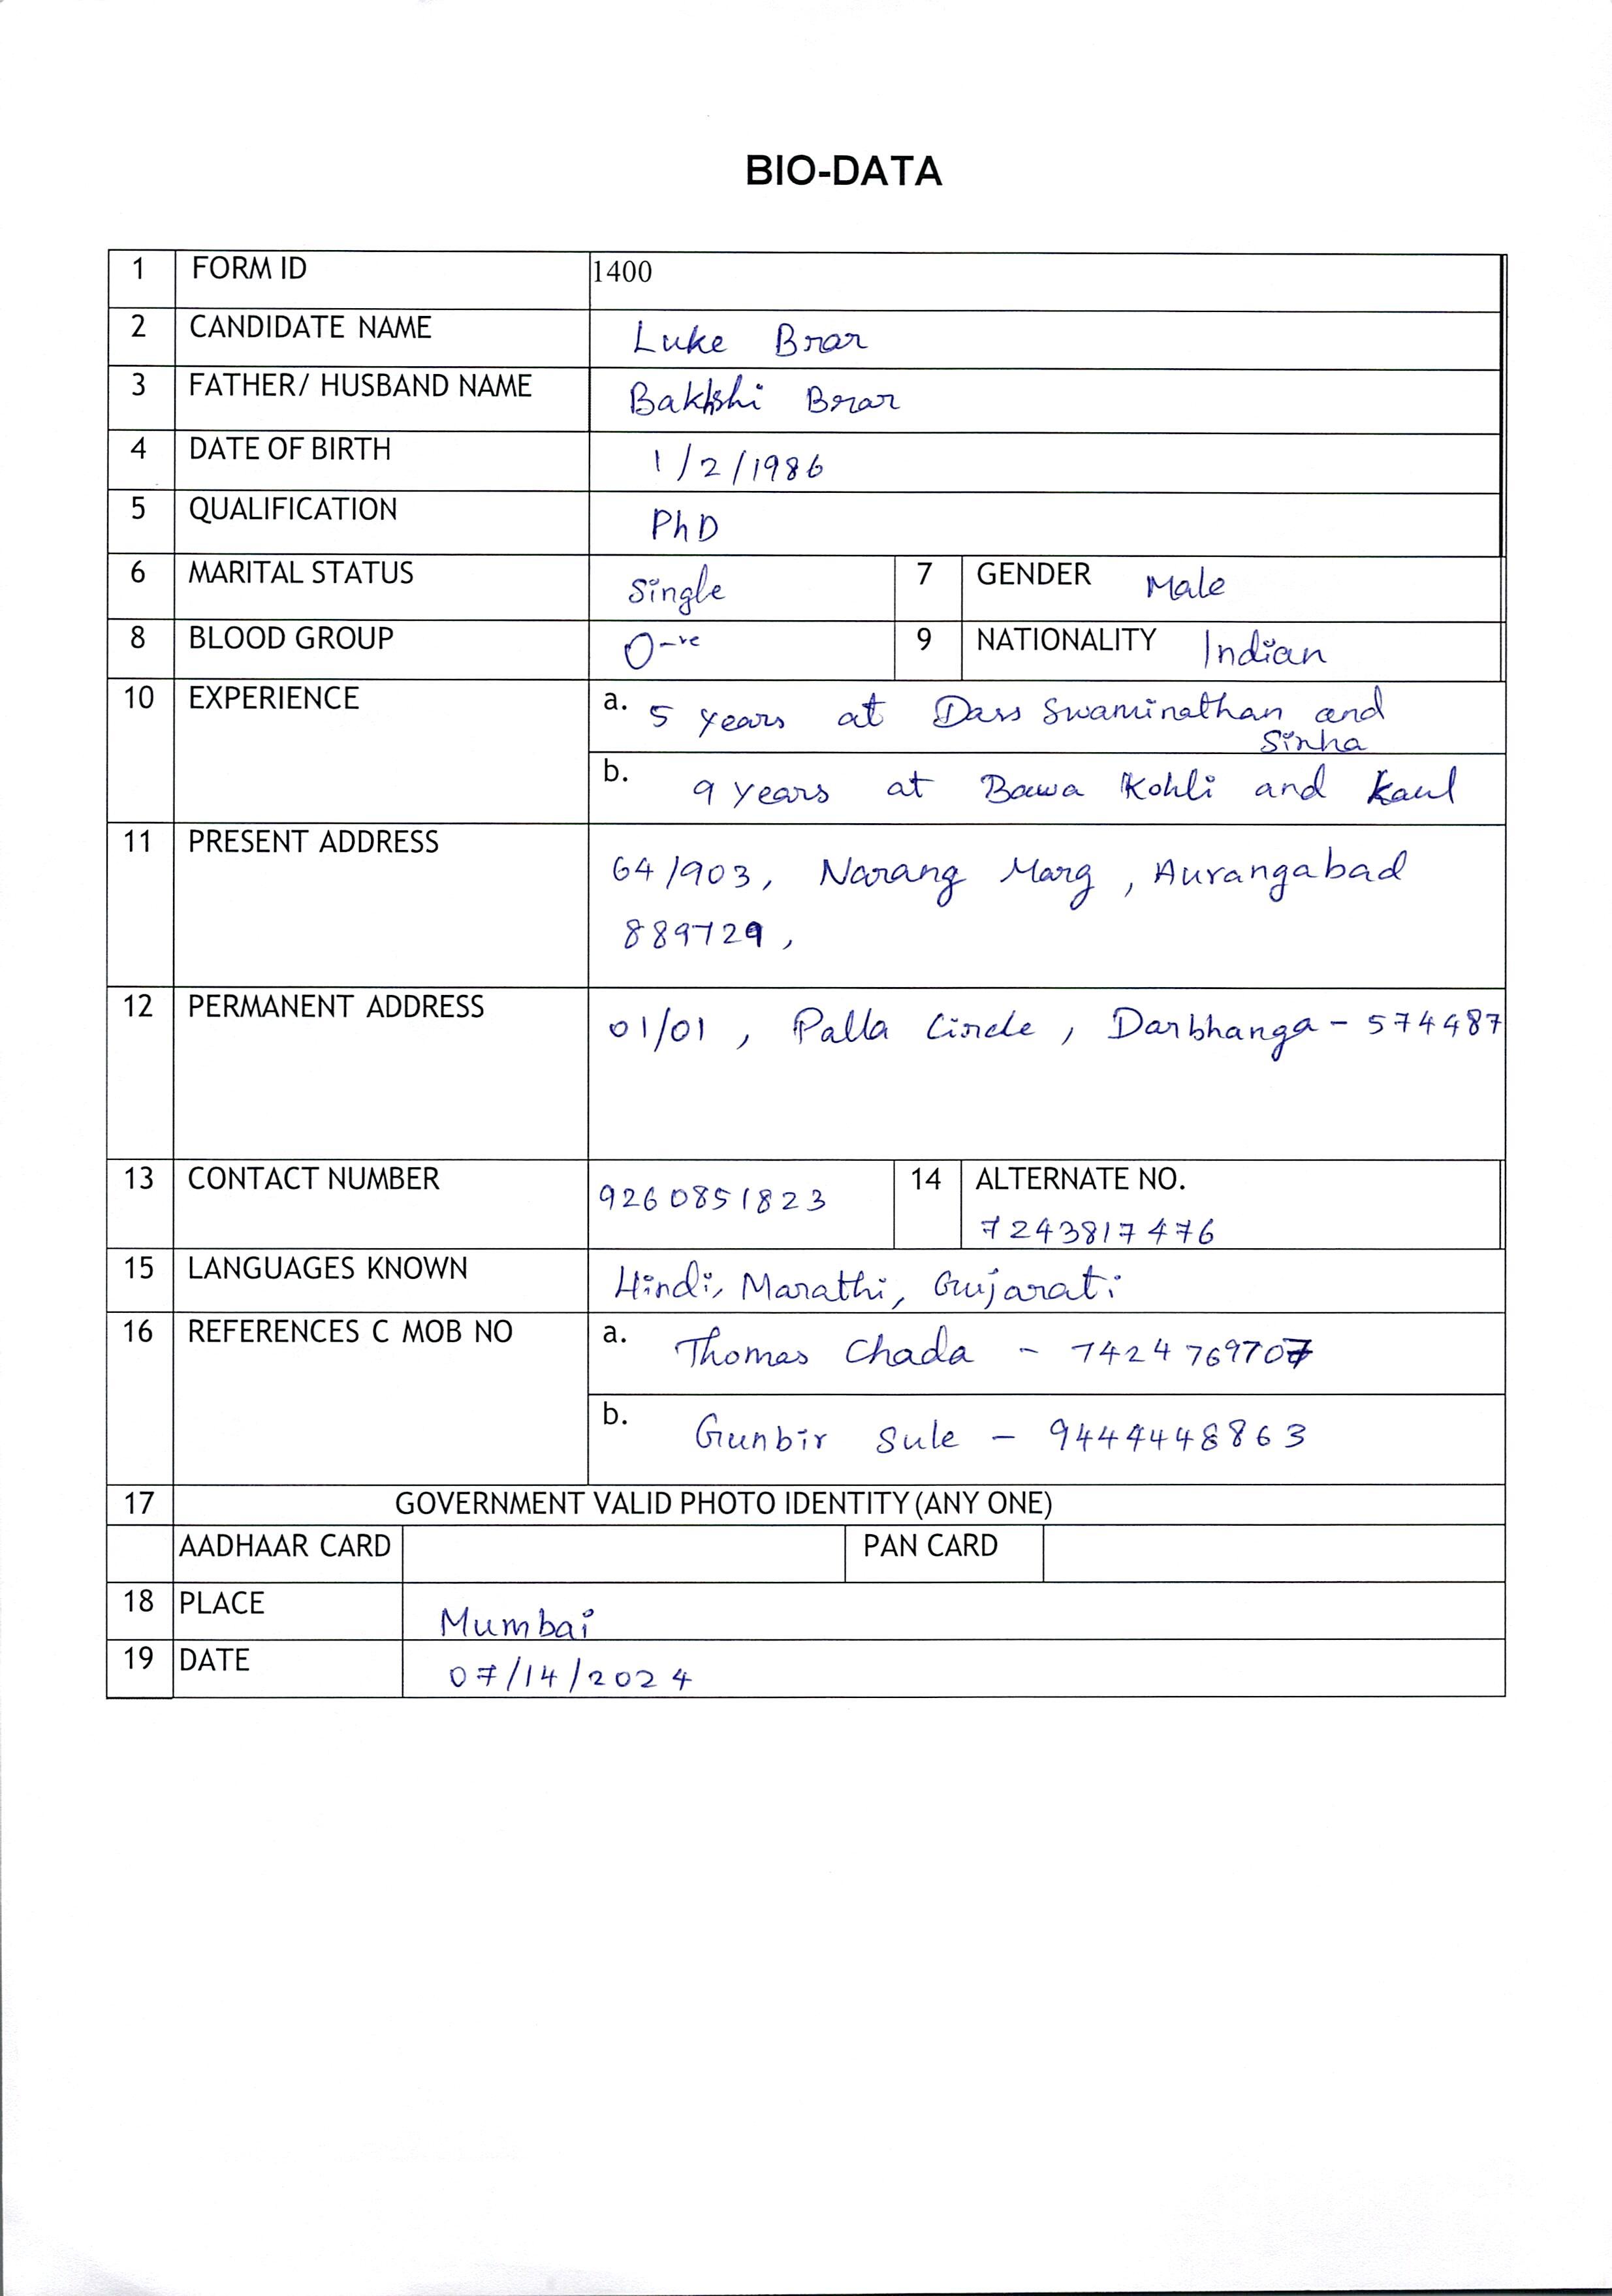 BIO-DATA
1 FORM ID 1400
2 CANDIDATE NAME Luke Brar
3 FATHER/ HUSBAND NAME Bakhshi Brar
4 DATE OF BIRTH 1/2/1986
5 QUALIFICATION PhD
6 MARITAL STATUS Single 7 GENDER Male
8 BLOOD GROUP O-ve 9 NATIONALITY Indian
10 EXPERIENCE a. 5 years at Dass Swaminathan and
Sinha
b. 9 years at Bawa Kohli and Kaul
11 PRESENT ADDRESS 64/903, Narang Marg, Aurangabad
889729,
12 PERMANENT ADDRESS 01/01, Palla Circle, Darbhanga - 574487
13 CONTACT NUMBER 9260851823 14 ALTERNATE NO.
7243817476
15 LANGUAGES KNOWN Hindi, Marathi, Gujarati
16 REFERENCES C MOB NO a. Thomas Chada - 7424769707
b. Gunbir Sule - 9444448863
17 GOVERNMENT VALID PHOTO IDENTITY (ANY ONE)
AADHAAR CARD PAN CARD
18 PLACE Mumbai
19 DATE 07/14/2024